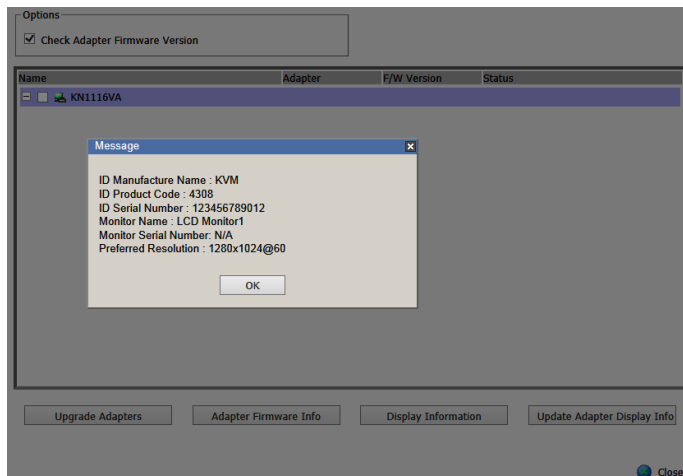 Options
Check Adapter Firmware Version
Name Adapter F/W Version Status
KN1116VA
Message
ID Manufacture Name : KVM
ID Product Code : 4308
ID Serial Number : 123456789012
Monitor Name : LCD Monitor1
Monitor Serial Number: N/A
Preferred Resolution : 1280x1024@60
OK
Upgrade Adapters Adapter Firmware Info Display Information Update Adapter Display Info
Close